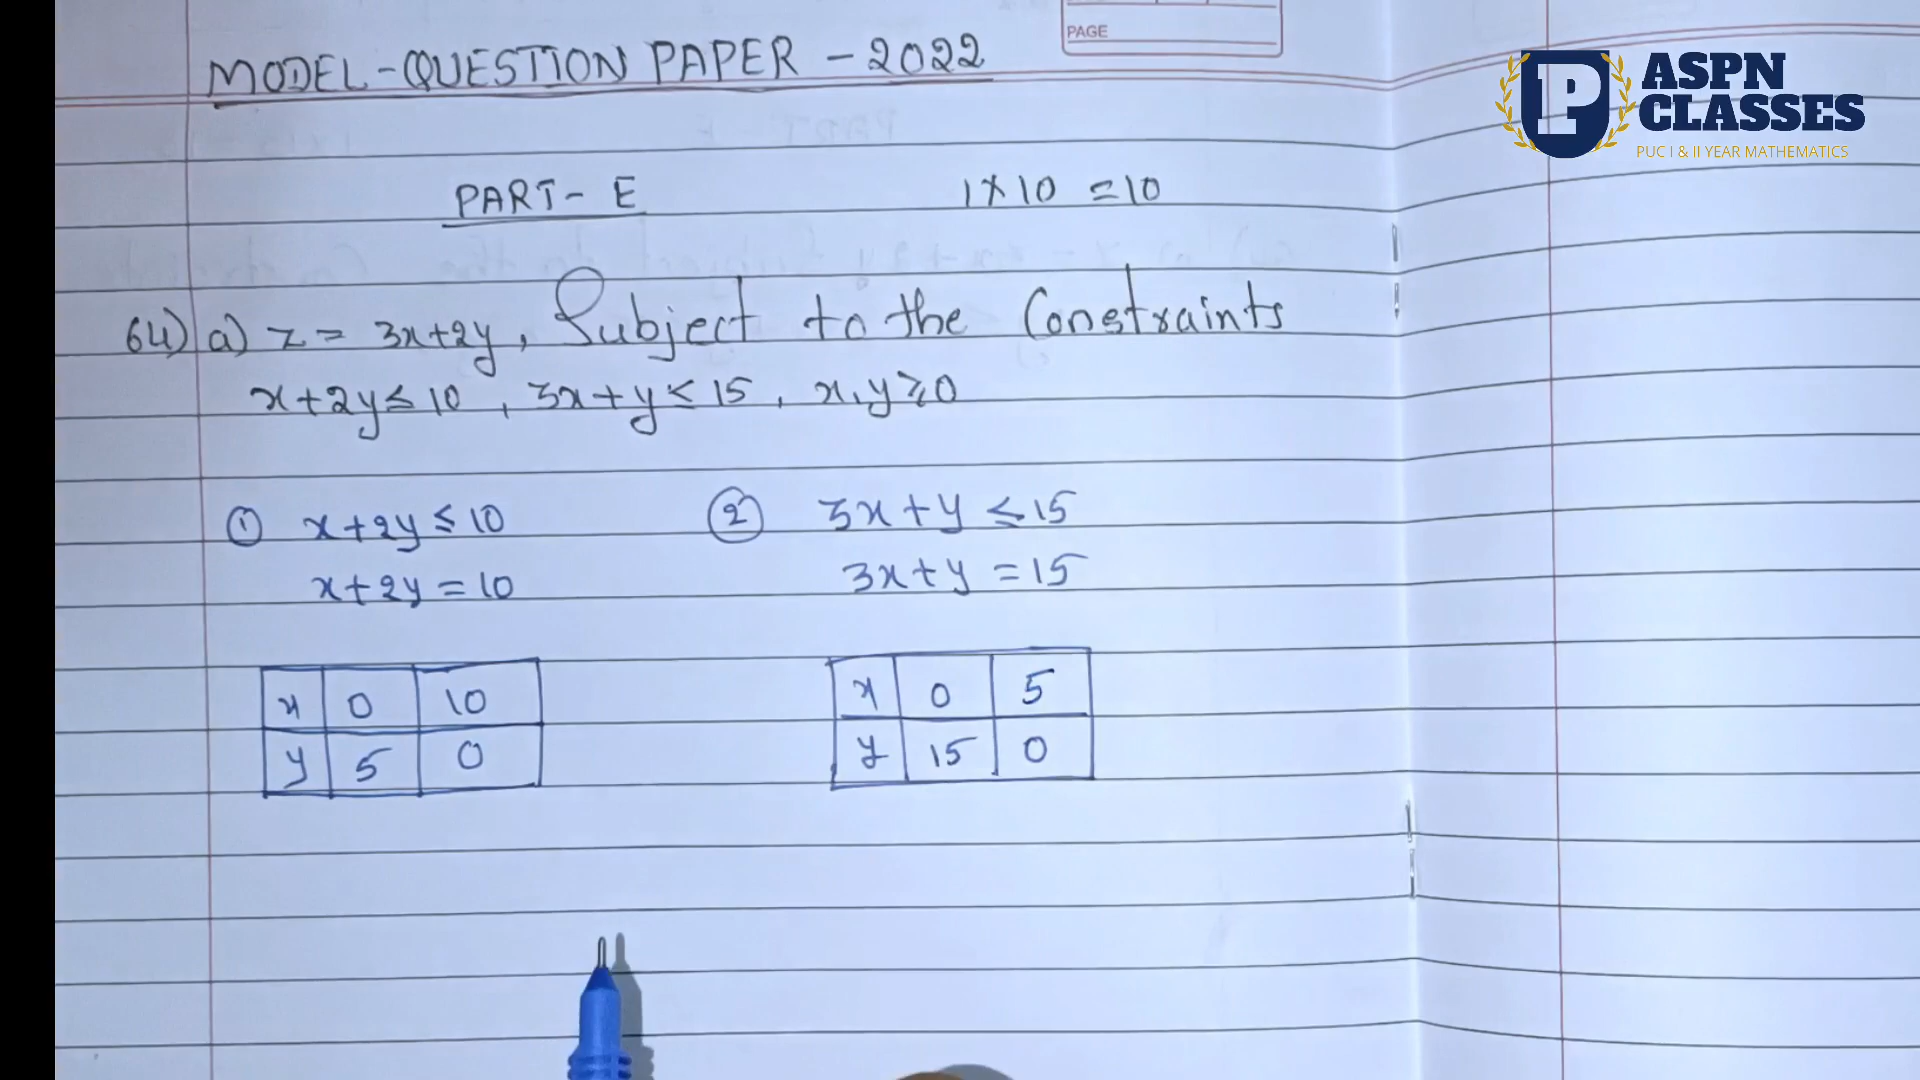 PAGE
MODEL-QUESTION PAPER - 2022
ASPN
CLASSES
PUC I & II YEAR MATHEMATICS
P
PART- E 1×10 =10
64) a) z = 3x+2y, Subject to the Constraints
x+2y≤10, 3x+y<15, x,y≥0
① x+2y≤10 ② 3x+y≤15
x+2y=10 3x+y=15
x 0 10 x 0 5
y 5 0 y 15 0